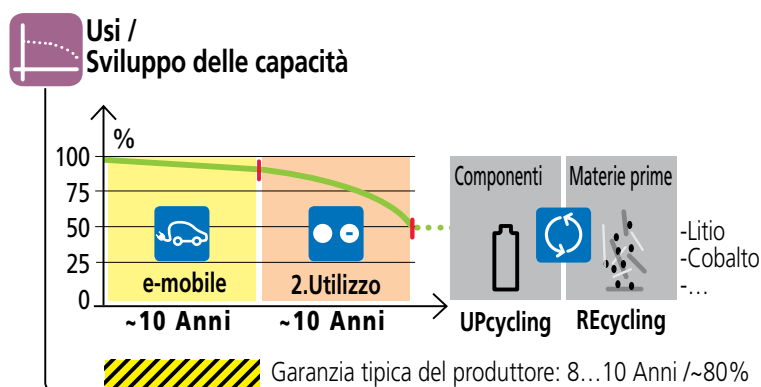 Usi /
Sviluppo delle capacità
%
100
75
50
25
0
e-mobile
2.Utilizzo
~10 Anni ~10 Anni
Componenti
Materie prime
-Litio
-Cobalto
-...
UPcycling
REcycling
Garanzia tipica del produttore: 8...10 Anni /~80%